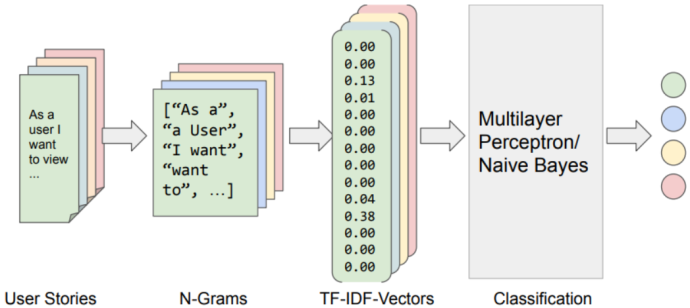 As a
user I
want
to view
...
["As a",
"a User",
"I want",
"want
to", ...]
0.00
0.00
0.13
0.01
0.00
0.00
0.00
0.00
0.00
0.04
0.38
0.00
0.00
0.00
Multilayer
Perceptron/
Naive Bayes
User Stories
N-Grams
TF-IDF-Vectors
Classification